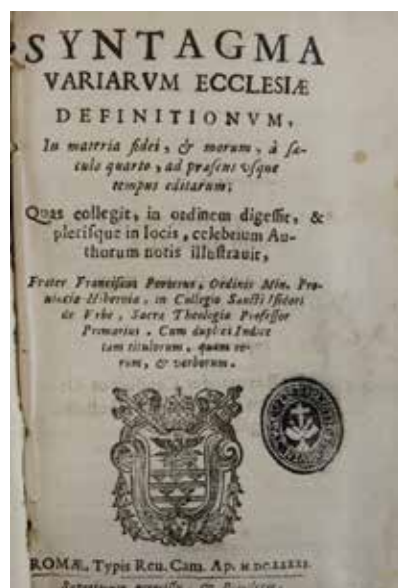 SYNTAGMA
VARIARVM ECCLESIÆ
DEFINITIONVM,
In materia fidei, & morum, à sæ-
culo quarto, ad præsens vsque
tempus editarum;
Quas collegit, in ordinem digessit, &
plerisque in locis, celebrium Au-
thorum notis illustrauit,
Frater Franciscus Porterus, Ordinis Min. Pro-
uinciæ Hiberniæ, in Collegio Sancti Isidori
de Vrbe, Sacræ Theologiæ Professor
Primarius. Cum duplici Indice
tam titulorum, quam re-
rum, & verborum.
ROMÆ, Typis Reu. Cam. Ap. M DC.LXXXI.